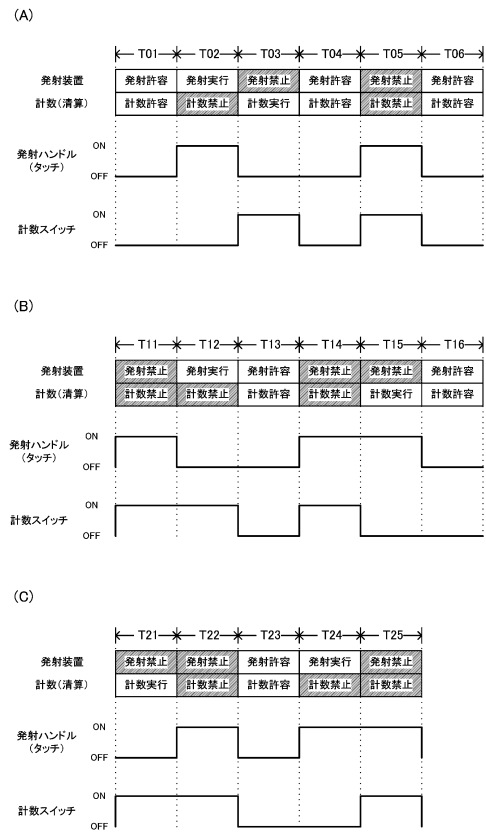 (A)
T01 T02 T03 T04 T05 T06
発射装置 発射許容 発射実行 発射禁止 発射許容 発射禁止 発射許容
計数(清算) 計数許容 計数禁止 計数実行 計数許容 計数禁止 計数許容
発射ハンドル ON
(タッチ) OFF
ON
計数スイッチ
OFF
(B)
T11 T12 T13 T14 T15 T16
発射装置 発射禁止 発射実行 発射許容 発射禁止 発射禁止 発射許容
計数(清算) 計数禁止 計数禁止 計数許容 計数禁止 計数実行 計数許容
発射ハンドル ON
(タッチ) OFF
ON
計数スイッチ
OFF
(C)
T21 T22 T23 T24 T25
発射装置 発射禁止 発射禁止 発射許容 発射実行 発射禁止
計数(清算) 計数実行 計数禁止 計数許容 計数禁止 計数禁止
発射ハンドル ON
(タッチ) OFF
ON
計数スイッチ
OFF